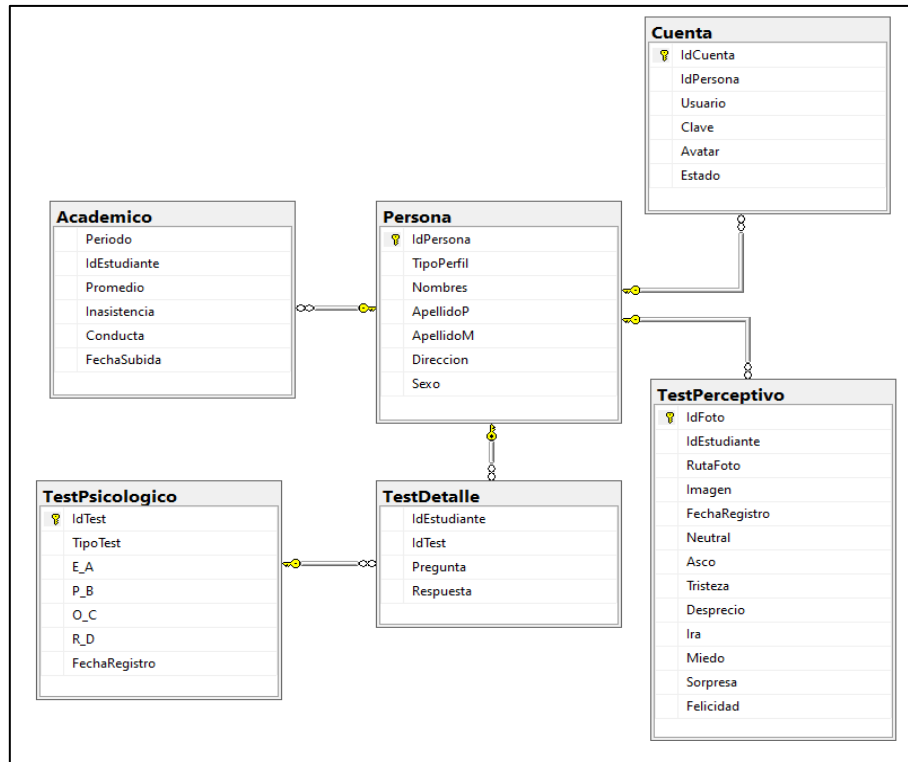 Cuenta
IdCuenta
IdPersona
Usuario
Clave
Avatar
Estado
Academico
Periodo
IdEstudiante
Promedio
Inasistencia
Conducta
FechaSubida
Persona
IdPersona
TipoPerfil
Nombres
ApellidoP
ApellidoM
Direccion
Sexo
TestPerceptivo
IdFoto
IdEstudiante
RutaFoto
Imagen
FechaRegistro
Neutral
Asco
Tristeza
Desprecio
Ira
Miedo
Sorpresa
Felicidad
TestPsicologico
IdTest
TipoTest
E_A
P_B
O_C
R_D
FechaRegistro
TestDetalle
IdEstudiante
IdTest
Pregunta
Respuesta